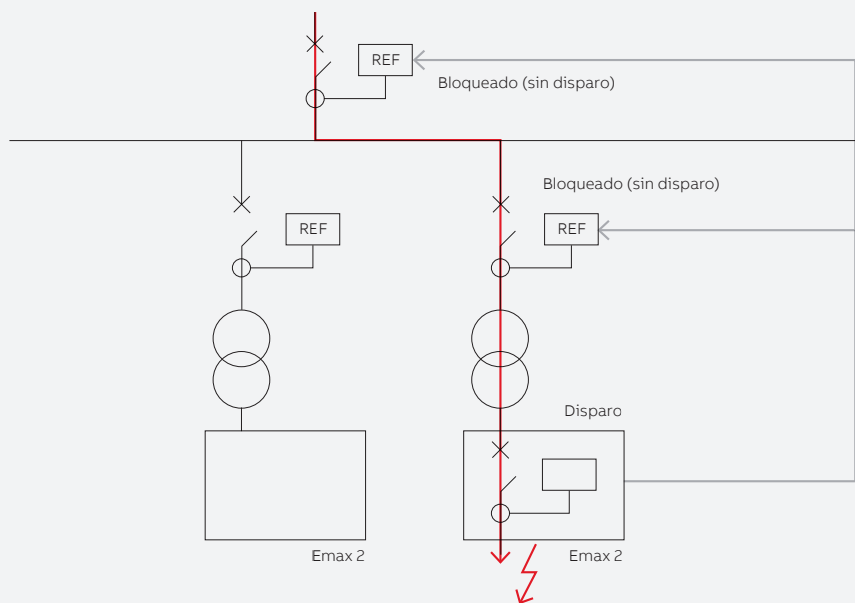 REF
Bloqueado (sin disparo)
Bloqueado (sin disparo)
REF
REF
Disparo
Emax 2
Emax 2